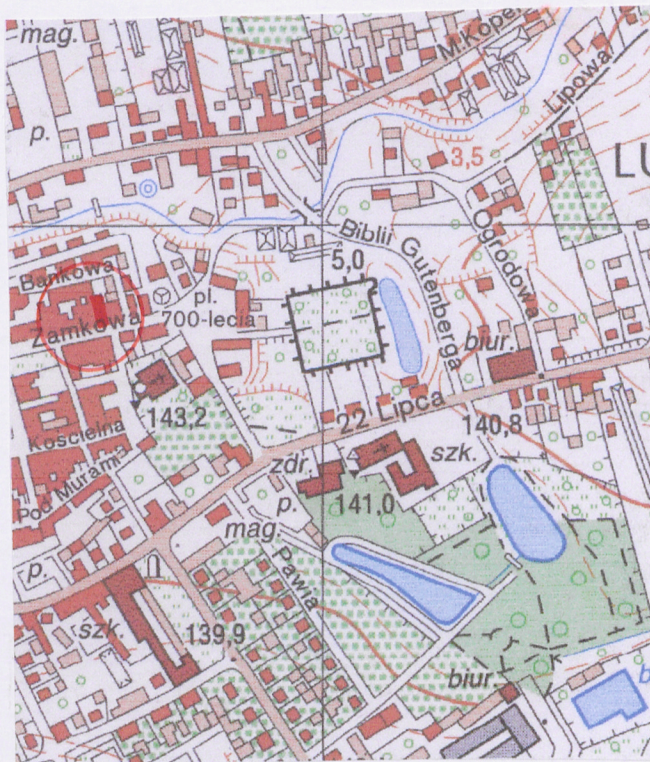 mag.
M.Koper
Lipowa
p.
3,5
LU
Biblii Gutenberga
Ogrodowa
Bankowa
5,0
pl.
700-lecia
Zamkowa
biur.
143,2
22 Lipca
140,8
Kościelna
zdr.
szk.
Pod Murami
p.
141,0
mag.
Pawia
p.
szk.
139,9
biur.
b